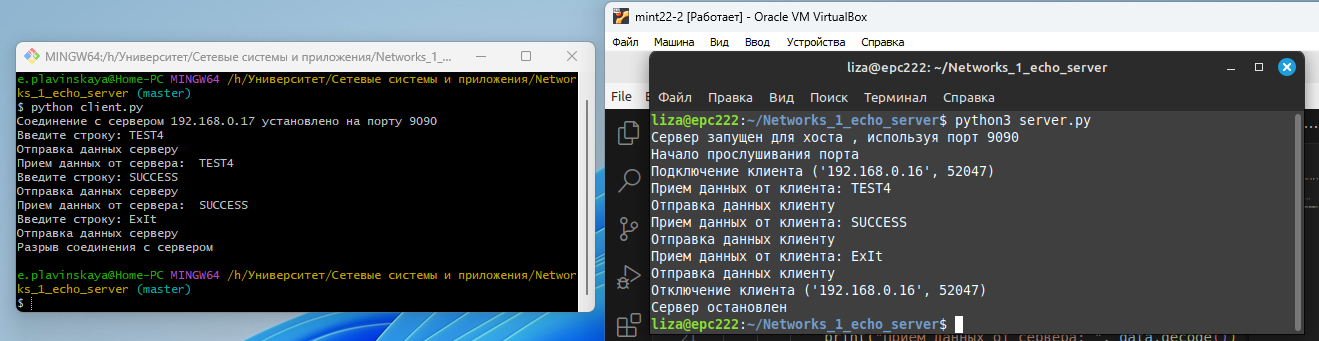 MINGW64:/h/Университет/Сетевые системы и приложения/Networks_1_...
e.plavinskaya@Home-PC MINGW64 /h/Университет/Сетевые системы и приложения/Networ
ks_1_echo_server (master)
$ python client.py
Соединение с сервером 192.168.0.17 установлено на порту 9090
Введите строку: TEST4
Отправка данных серверу
Прием данных от сервера:  TEST4
Введите строку: SUCCESS
Отправка данных серверу
Прием данных от сервера:  SUCCESS
Введите строку: ExIt
Отправка данных серверу
Разрыв соединения с сервером
e.plavinskaya@Home-PC MINGW64 /h/Университет/Сетевые системы и приложения/Networ
ks_1_echo_server (master)
$
mint22-2 [Работает] - Oracle VM VirtualBox
Файл Машина Вид Ввод Устройства Справка
File
liza@epc222: ~/Networks_1_echo_server
Файл Правка Вид Поиск Терминал Справка
liza@epc222:~/Networks_1_echo_server$ python3 server.py
Сервер запущен для хоста , используя порт 9090
Начало прослушивания порта
Подключение клиента ('192.168.0.16', 52047)
Прием данных от клиента: TEST4
Отправка данных клиенту
Прием данных от клиента: SUCCESS
Отправка данных клиенту
Прием данных от клиента: ExIt
Отправка данных клиенту
Отключение клиента ('192.168.0.16', 52047)
Сервер остановлен
liza@epc222:~/Networks_1_echo_server$
21 print("Прием данных от сервера: ", data.decode())